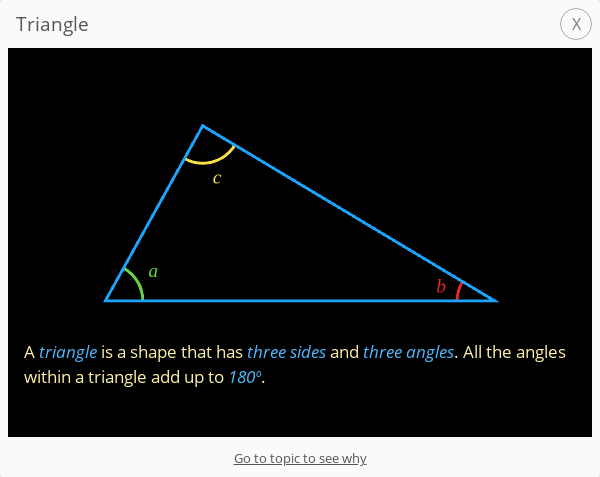 Triangle
X
c
a
b
A triangle is a shape that has three sides and three angles. All the angles
within a triangle add up to 180º.
Go to topic to see why